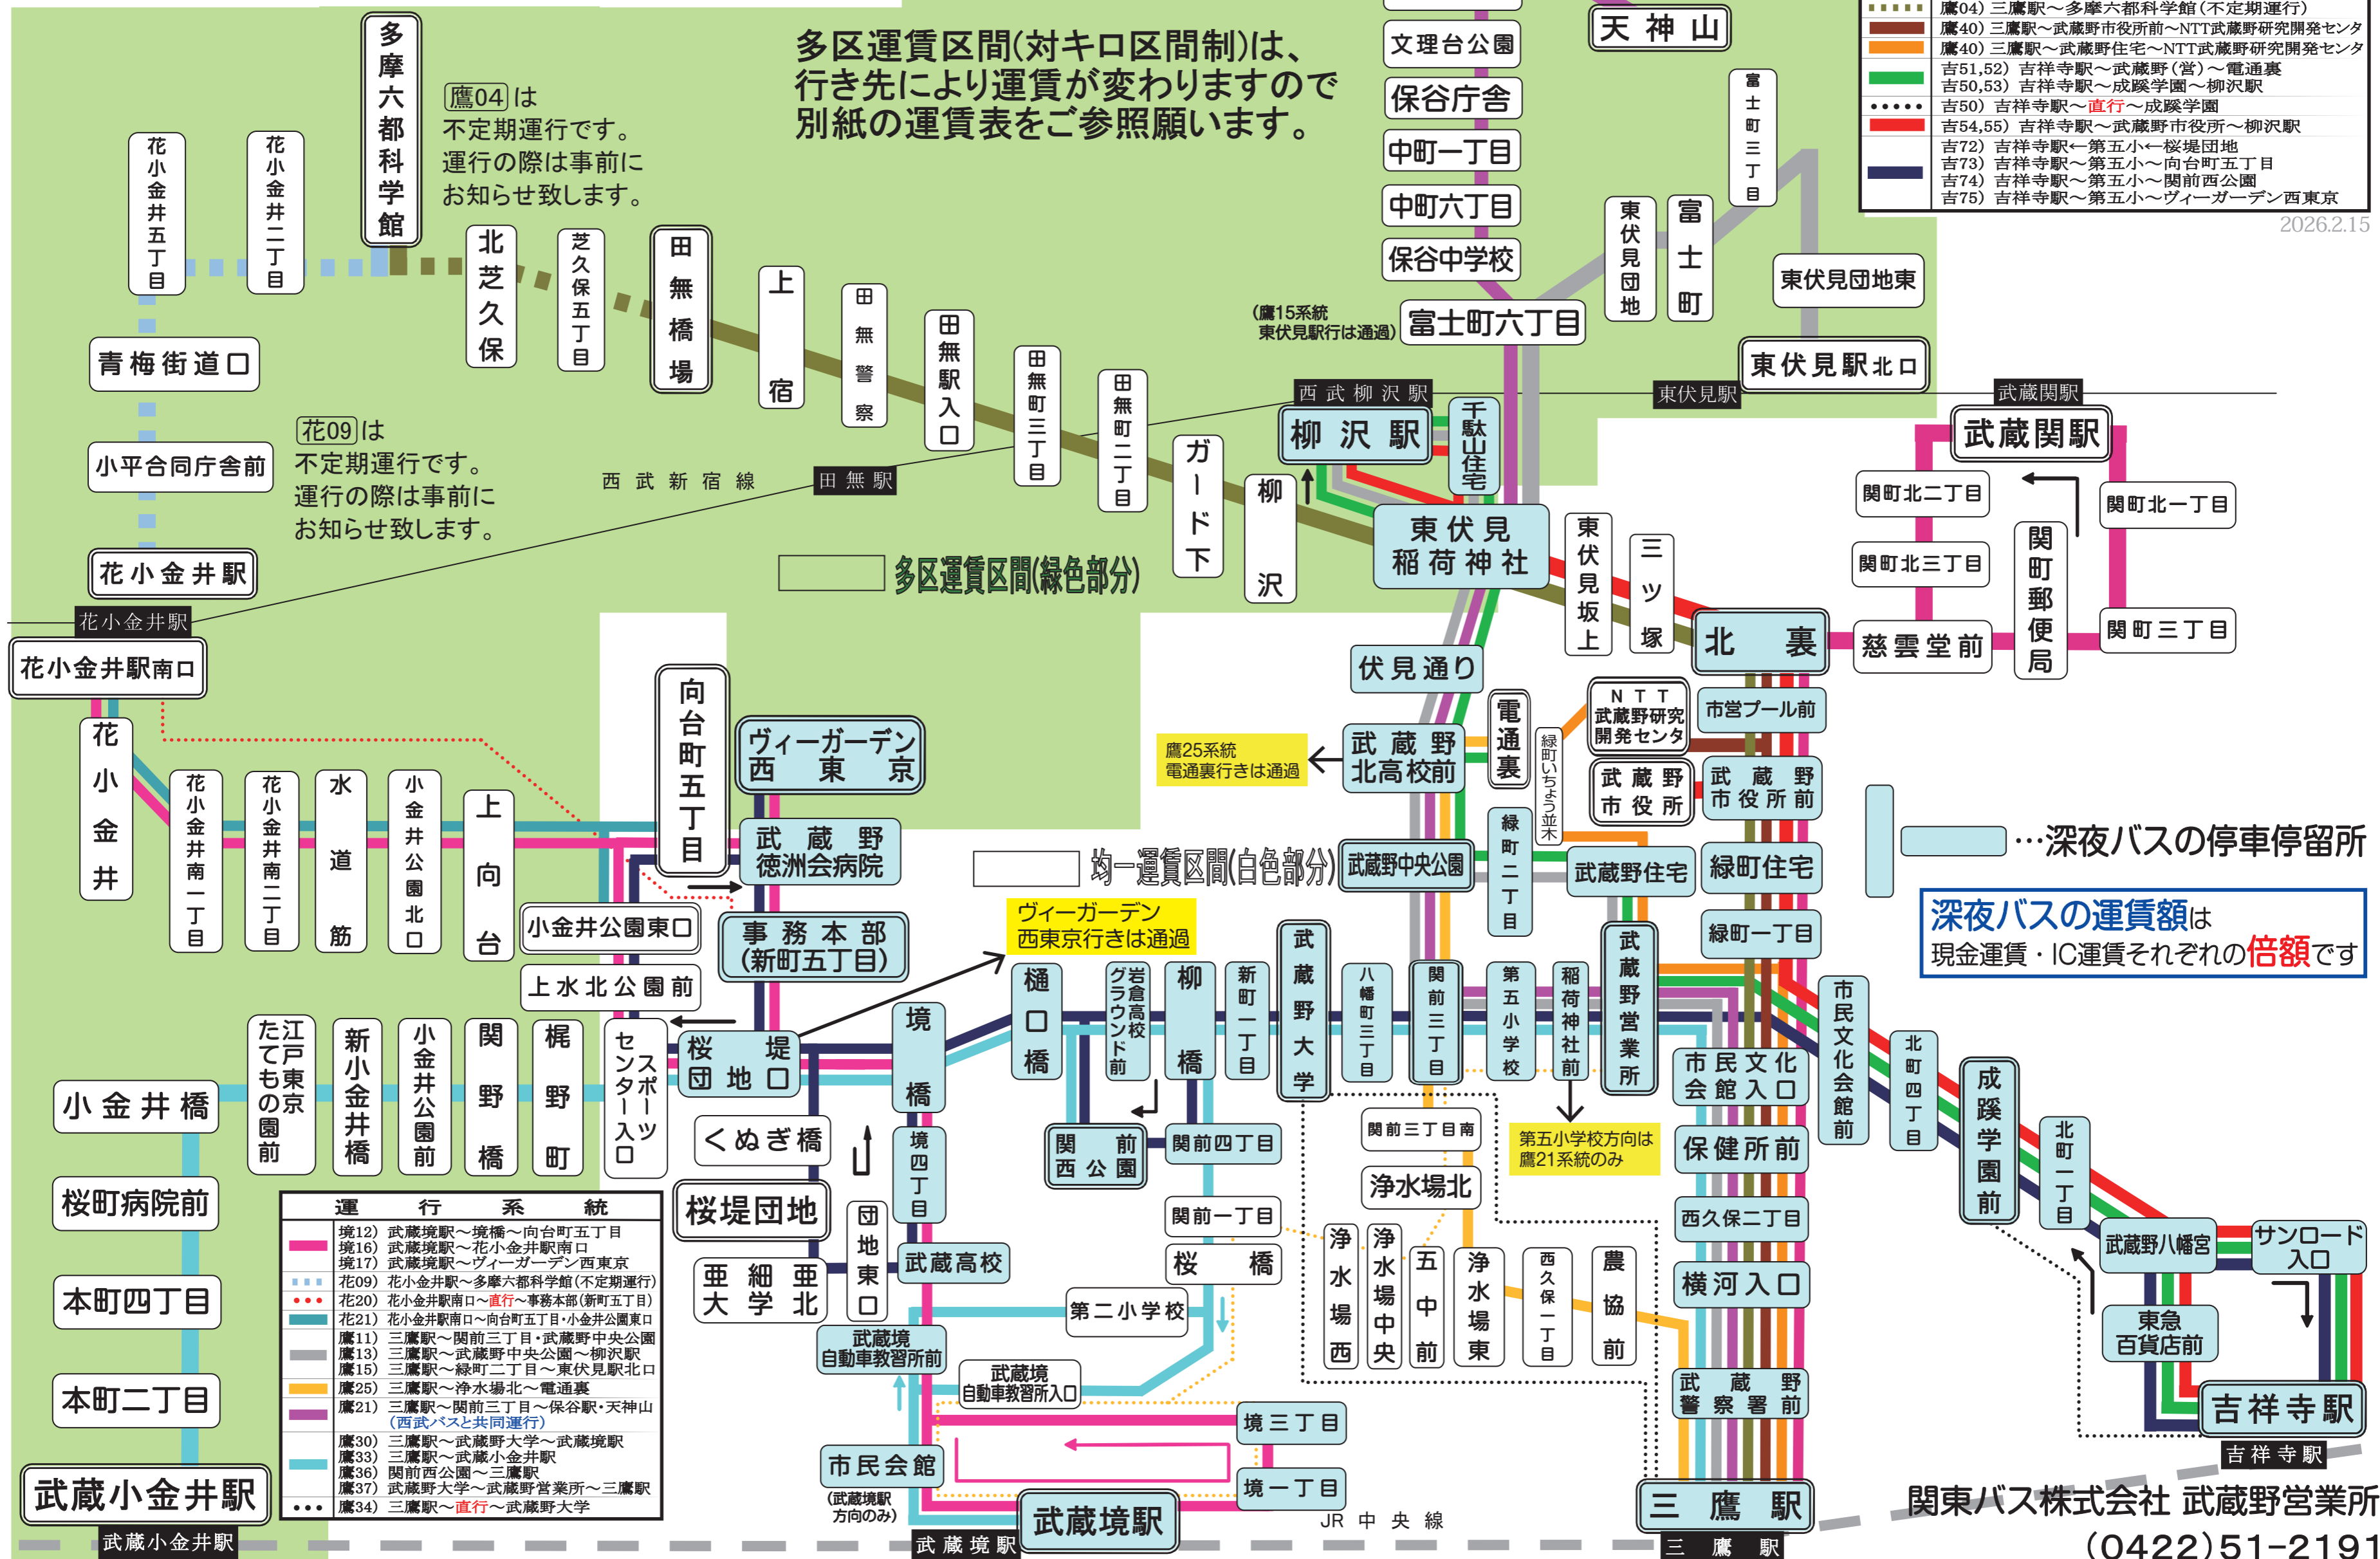 多摩六都科学館
鷹04は
不定期運行です。
運行の際は事前に
お知らせ致します。
多区運賃区間(対キロ区間制)は、
行き先により運賃が変わりますので
別紙の運賃表をご参照願います。
文理台公園
保谷庁舎
中町一丁目
中町六丁目
保谷中学校
天神山
富士町三丁目
鷹04) 三鷹駅～多摩六都科学館(不定期運行)
鷹40) 三鷹駅～武蔵野市役所前～NTT武蔵野研究開発センタ
鷹40) 三鷹駅～武蔵野住宅～NTT武蔵野研究開発センタ
吉51,52) 吉祥寺駅～武蔵野(営)～電通裏
吉50,53) 吉祥寺駅～成蹊学園～柳沢駅
吉50) 吉祥寺駅～直行～成蹊学園
吉54,55) 吉祥寺駅～武蔵野市役所～柳沢駅
吉72) 吉祥寺駅←第五小←桜堤団地
吉73) 吉祥寺駅～第五小～向台町五丁目
吉74) 吉祥寺駅～第五小～関前西公園
吉75) 吉祥寺駅～第五小～ヴィーガーデン西東京
2026.2.15
花小金井五丁目
花小金井二丁目
北芝久保
芝久保五丁目
田無橋場
上宿
田無警察
田無駅入口
田無町三丁目
田無町二丁目
ガード下
柳沢
(鷹15系統
東伏見駅行は通過)
富士町六丁目
東伏見団地
富士町
東伏見団地東
東伏見駅北口
青梅街道口
小平合同庁舎前
花小金井駅
花09は
不定期運行です。
運行の際は事前に
お知らせ致します。
西武新宿線
田無駅
西武柳沢駅
東伏見駅
武蔵関駅
柳沢駅
千駄山住宅
東伏見
稲荷神社
東伏見坂上
三ツ塚
北裏
武蔵関駅
関町北二丁目
関町北三丁目
関町北一丁目
関町郵便局
関町三丁目
慈雲堂前
多区運賃区間(緑色部分)
花小金井駅
花小金井駅南口
花小金井
花小金井南一丁目
花小金井南二丁目
水道筋
小金井公園北口
上向台
向台町五丁目
ヴィーガーデン
西東京
武蔵野
徳洲会病院
事務本部
(新町五丁目)
小金井公園東口
上水北公園前
伏見通り
鷹25系統
電通裏行きは通過
武蔵野
北高校前
電通裏
緑町いちょう並木
NTT
武蔵野研究
開発センタ
武蔵野
市役所
市営プール前
武蔵野
市役所前
緑町住宅
緑町一丁目
均一運賃区間(白色部分)
武蔵野中央公園
緑町二丁目
武蔵野住宅
…深夜バスの停車停留所
深夜バスの運賃額は
現金運賃・IC運賃それぞれの倍額です
ヴィーガーデン
西東京行きは通過
小金井橋
江戸東京
たてもの園前
新小金井橋
小金井公園前
関野橋
梶野町
スポーツ
センター入口
桜堤
団地口
境橋
樋口橋
岩倉高校
グラウンド前
柳橋
新町一丁目
武蔵野大学
八幡町三丁目
関前三丁目
第五小学校
稲荷神社前
武蔵野営業所
市民文化
会館入口
市民文化会館前
北町四丁目
成蹊学園前
北町一丁目
武蔵野八幡宮
サンロード
入口
東急
百貨店前
吉祥寺駅
吉祥寺駅
桜町病院前
本町四丁目
本町二丁目
武蔵小金井駅
武蔵小金井駅
くぬぎ橋
桜堤団地
亜細亜
大学北
団地東口
境四丁目
武蔵高校
関前
西公園
関前四丁目
関前一丁目
桜橋
第二小学校
武蔵境
自動車教習所前
武蔵境
自動車教習所入口
市民会館
(武蔵境駅
方向のみ)
境三丁目
境一丁目
武蔵境駅
武蔵境駅
関前三丁目南
浄水場北
第五小学校方向は
鷹21系統のみ
浄水場西
浄水場中央
五中前
浄水場東
西久保一丁目
農協前
保健所前
西久保二丁目
横河入口
武蔵野
警察署前
三鷹駅
三鷹駅
JR中央線
運行系統
境12) 武蔵境駅～境橋～向台町五丁目
境16) 武蔵境駅～花小金井駅南口
境17) 武蔵境駅～ヴィーガーデン西東京
花09) 花小金井駅～多摩六都科学館(不定期運行)
花20) 花小金井駅南口～直行～事務本部(新町五丁目)
花21) 花小金井駅南口～向台町五丁目・小金井公園東口
鷹11) 三鷹駅～関前三丁目・武蔵野中央公園
鷹13) 三鷹駅～武蔵野中央公園～柳沢駅
鷹15) 三鷹駅～緑町二丁目～東伏見駅北口
鷹25) 三鷹駅～浄水場北～電通裏
鷹21) 三鷹駅～関前三丁目～保谷駅・天神山
(西武バスと共同運行)
鷹30) 三鷹駅～武蔵野大学～武蔵境駅
鷹33) 三鷹駅～武蔵小金井駅
鷹36) 関前西公園～三鷹駅
鷹37) 武蔵野大学～武蔵野営業所～三鷹駅
鷹34) 三鷹駅～直行～武蔵野大学
関東バス株式会社 武蔵野営業所
(0422)51-2191